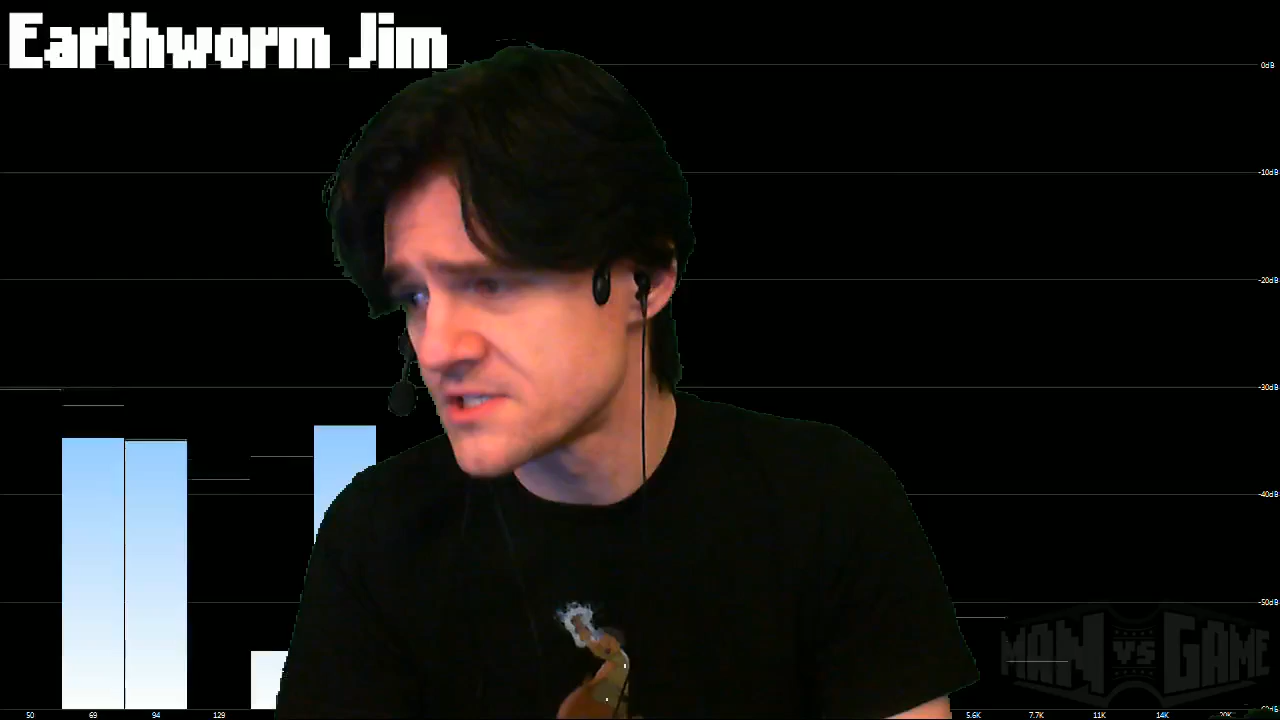 Earthworm Jim
0dB
-10dB
-20dB
-30dB
-40dB
-50dB
MAN VS GAME
50 69 94 129 5.6K 7.7K 11K 14K 20K